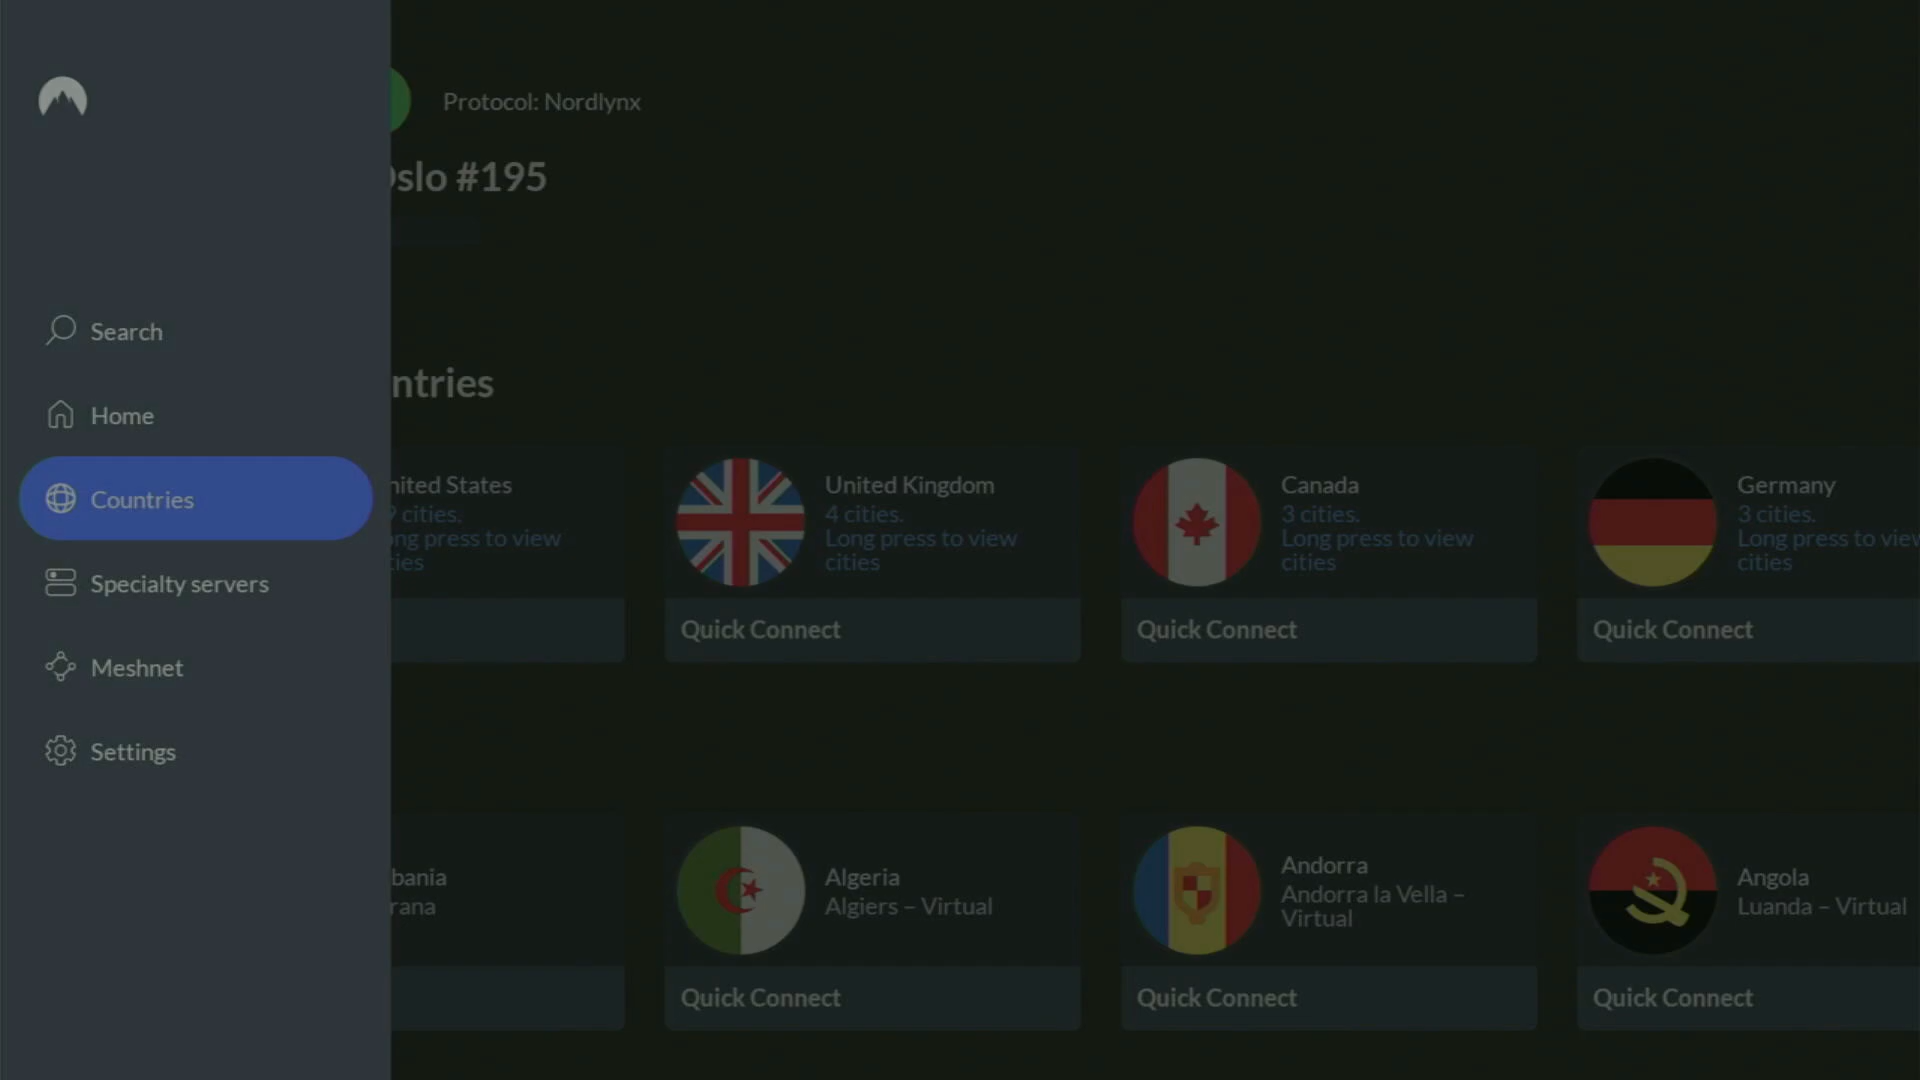 Protocol: Nordlynx
slo #195
Search
ntries
Home
Countries
nited States
cities.
ng press to view
ies
United Kingdom
4 cities.
Long press to view
cities
Canada
3 cities.
Long press to view
cities
Germany
3 cities.
Long press to view
cities
Specialty servers
Quick Connect
Quick Connect
Quick Connect
Meshnet
Settings
bania
rana
Algeria
Algiers – Virtual
Andorra
Andorra la Vella –
Virtual
Angola
Luanda – Virtual
Quick Connect
Quick Connect
Quick Connect